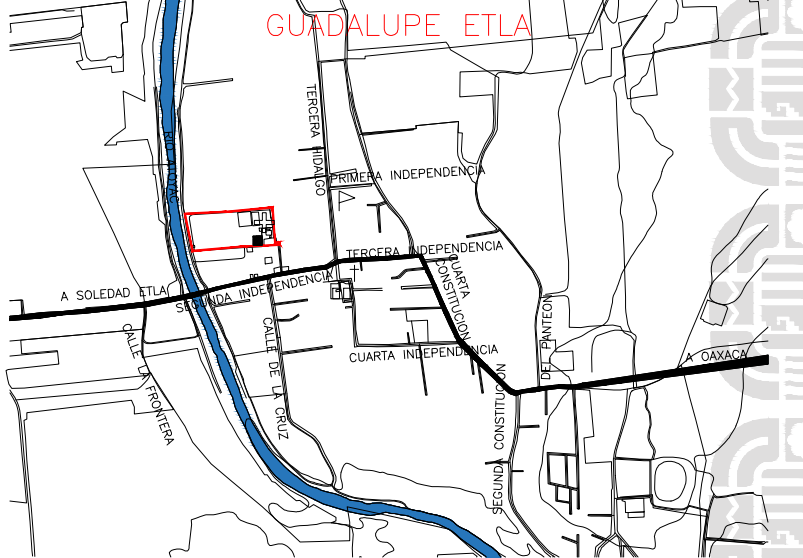 GUADALUPE ETLA
TERCERA HIDALGO
RIO ATOYAC
PRIMERA INDEPENDENCIA
TERCERA INDEPENDENCIA
CUARTA
CONSTITUCION
A SOLEDAD ETLA
SEGUNDA INDEPENDENCIA
CALLE LA FRONTERA
CALLE DE LA CRUZ
CUARTA INDEPENDENCIA
DEL PANTEON
A OAXACA
SEGUNDA CONSTITUCION